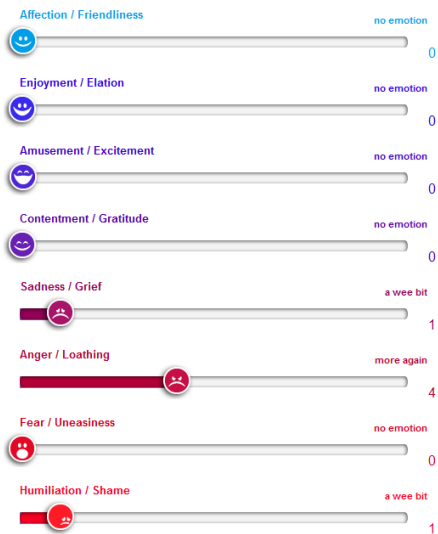 Affection / Friendliness
no emotion
0
Enjoyment / Elation
no emotion
0
Amusement / Excitement
no emotion
0
Contentment / Gratitude
no emotion
0
Sadness / Grief
a wee bit
1
Anger / Loathing
more again
4
Fear / Uneasiness
no emotion
0
Humiliation / Shame
a wee bit
1